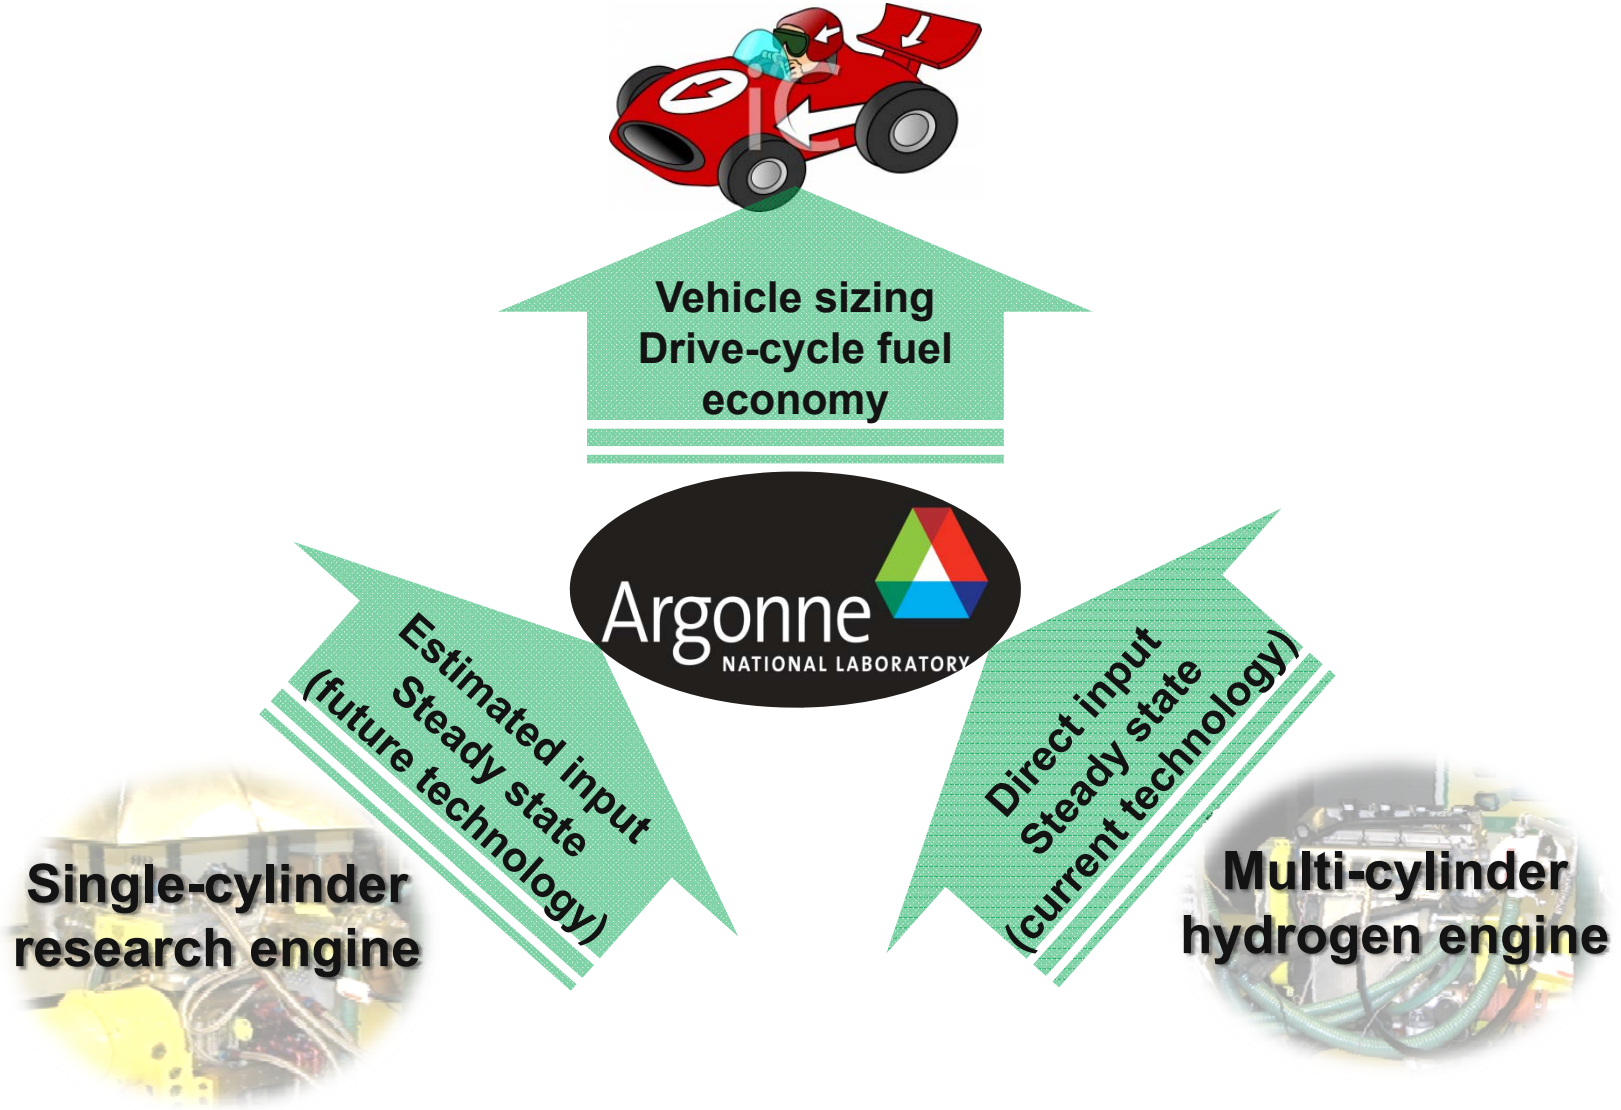 iC
Vehicle sizing
Drive-cycle fuel
economy
Argonne
NATIONAL LABORATORY
Estimated input
Steady state
(future technology)
Direct input
Steady state
(current technology)
Single-cylinder
research engine
Multi-cylinder
hydrogen engine